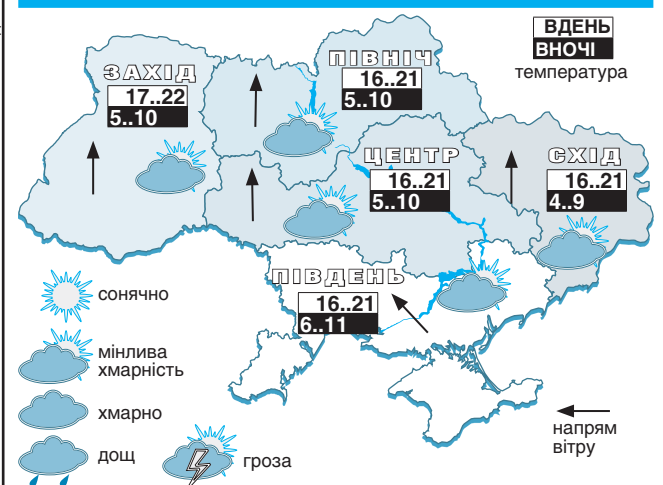 ВДЕНЬ
ВНОЧІ
температура
ПІВНІЧ
16..21
5..10
ЗАХІД
17..22
5..10
ЦЕНТР
16..21
5..10
СХІД
16..21
4..9
ПІВДЕНЬ
16..21
6..11
сонячно
мінлива
хмарність
хмарно
дощ
гроза
напрям
вітру